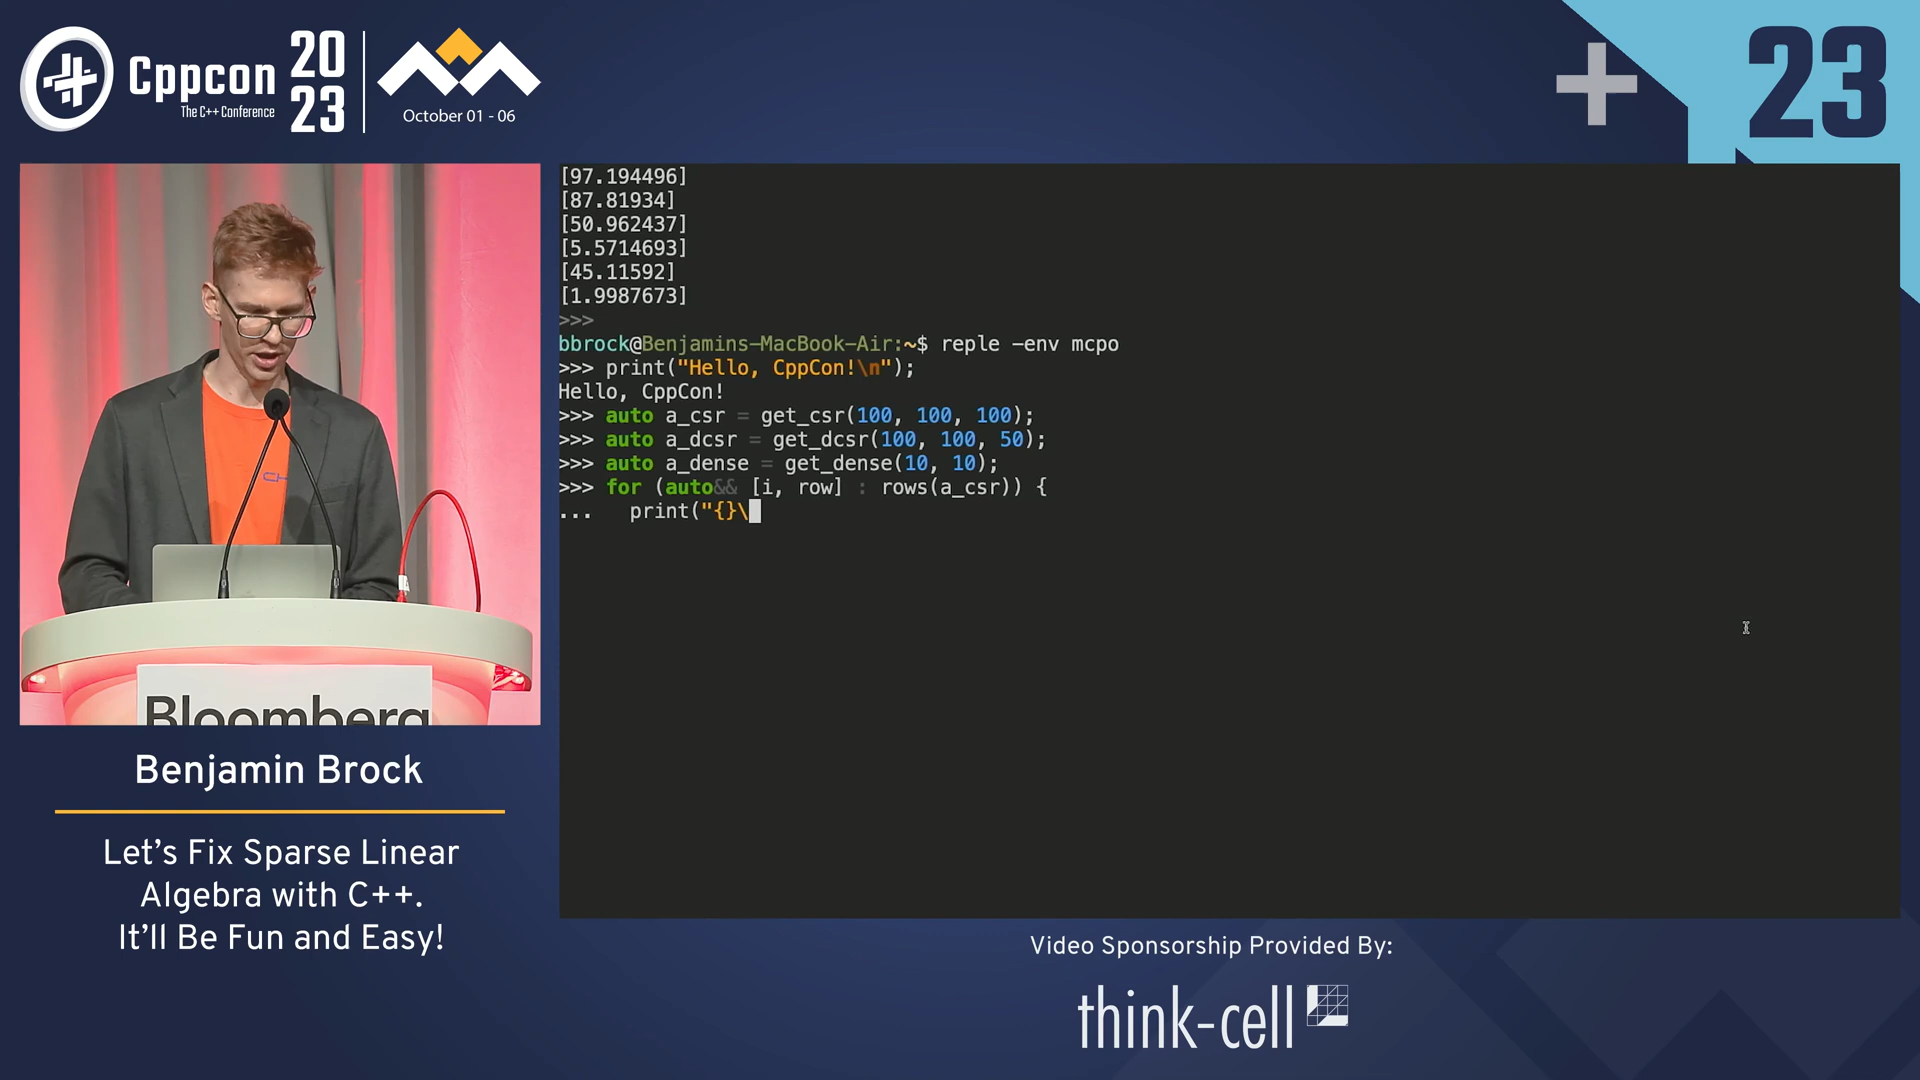 Cppcon
The C++ Conference
20
23
October 01 - 06
+ 23
[97.194496]
[87.81934]
[50.962437]
[5.5714693]
[45.11592]
[1.9987673]
>>>
bbrock@Benjamins-MacBook-Air:~$ reple -env mcpo
>>> print("Hello, CppCon!\n");
Hello, CppCon!
>>> auto a_csr = get_csr(100, 100, 100);
>>> auto a_dcsr = get_dcsr(100, 100, 50);
>>> auto a_dense = get_dense(10, 10);
>>> for (auto&& [i, row] : rows(a_csr)) {
...   print("{}\
Bloomberg
Benjamin Brock
Let's Fix Sparse Linear
Algebra with C++.
It'll Be Fun and Easy!
Video Sponsorship Provided By:
think-cell